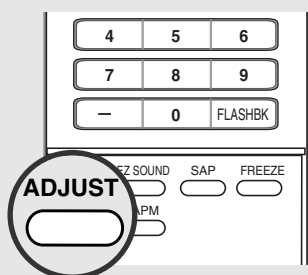 4 5 6
7 8 9
— 0 FLASHBK
EZ SOUND SAP FREEZE
ADJUST
APM